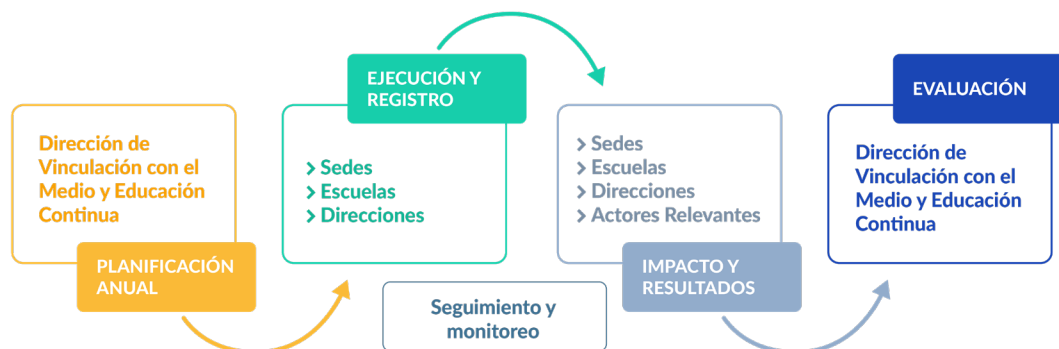 Dirección de
Vinculación con el
Medio y Educación
Continua
PLANIFICACIÓN
ANUAL
EJECUCIÓN Y
REGISTRO
> Sedes
> Escuelas
> Direcciones
Seguimiento y
monitoreo
> Sedes
> Escuelas
> Direcciones
> Actores Relevantes
IMPACTO Y
RESULTADOS
EVALUACIÓN
Dirección de
Vinculación con el
Medio y Educación
Continua